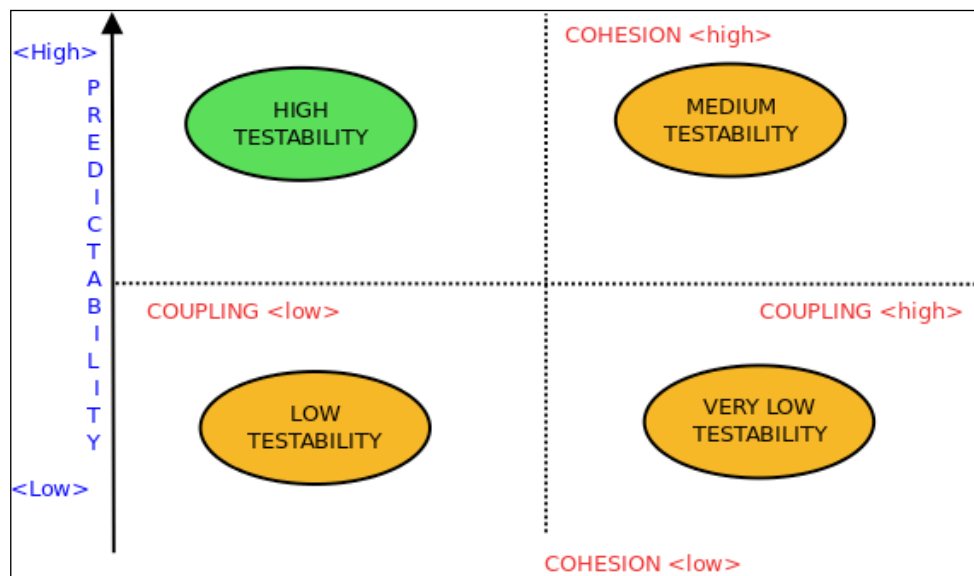 COHESION <high>
<High>
PREDICTABILITY
HIGH
TESTABILITY
MEDIUM
TESTABILITY
COUPLING <low>
COUPLING <high>
LOW
TESTABILITY
VERY LOW
TESTABILITY
<Low>
COHESION <low>